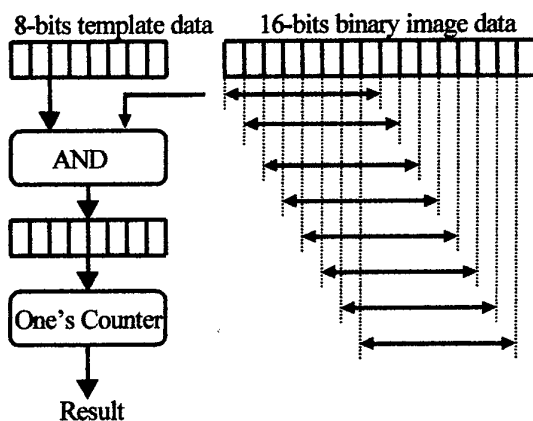 8-bits template data
16-bits binary image data
AND
One's Counter
Result